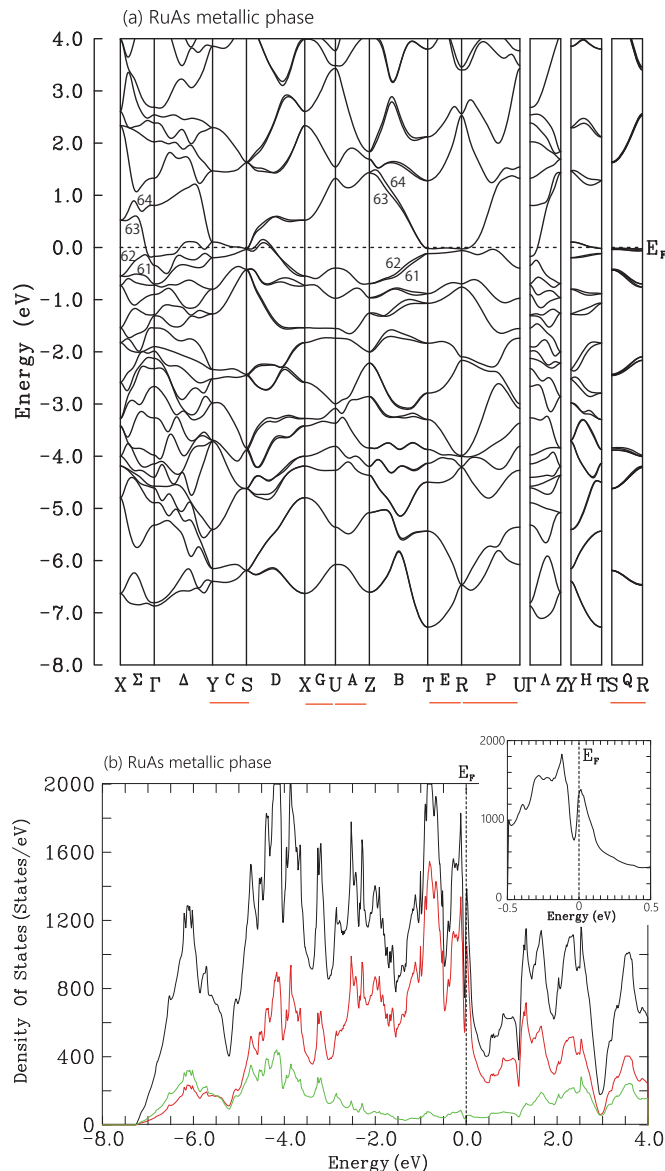 (a) RuAs metallic phase
4.0
3.0
2.0
1.0
0.0
-1.0
-2.0
-3.0
-4.0
-5.0
-6.0
-7.0
-8.0
Energy (eV)
64
63
62
61
64
63
62
61
E_F
X Σ Γ Δ Y C S D X G U A Z B T E R P U Γ Λ Z Y H T S Q R
(b) RuAs metallic phase
E_F
2000
1600
1200
800
400
0
Density Of States(States/eV)
-8.0 -6.0 -4.0 -2.0 0.0 2.0 4.0
Energy(eV)
2000
1600
1200
800
400
0
E_F
-0.5 0 0.5
Energy (eV)